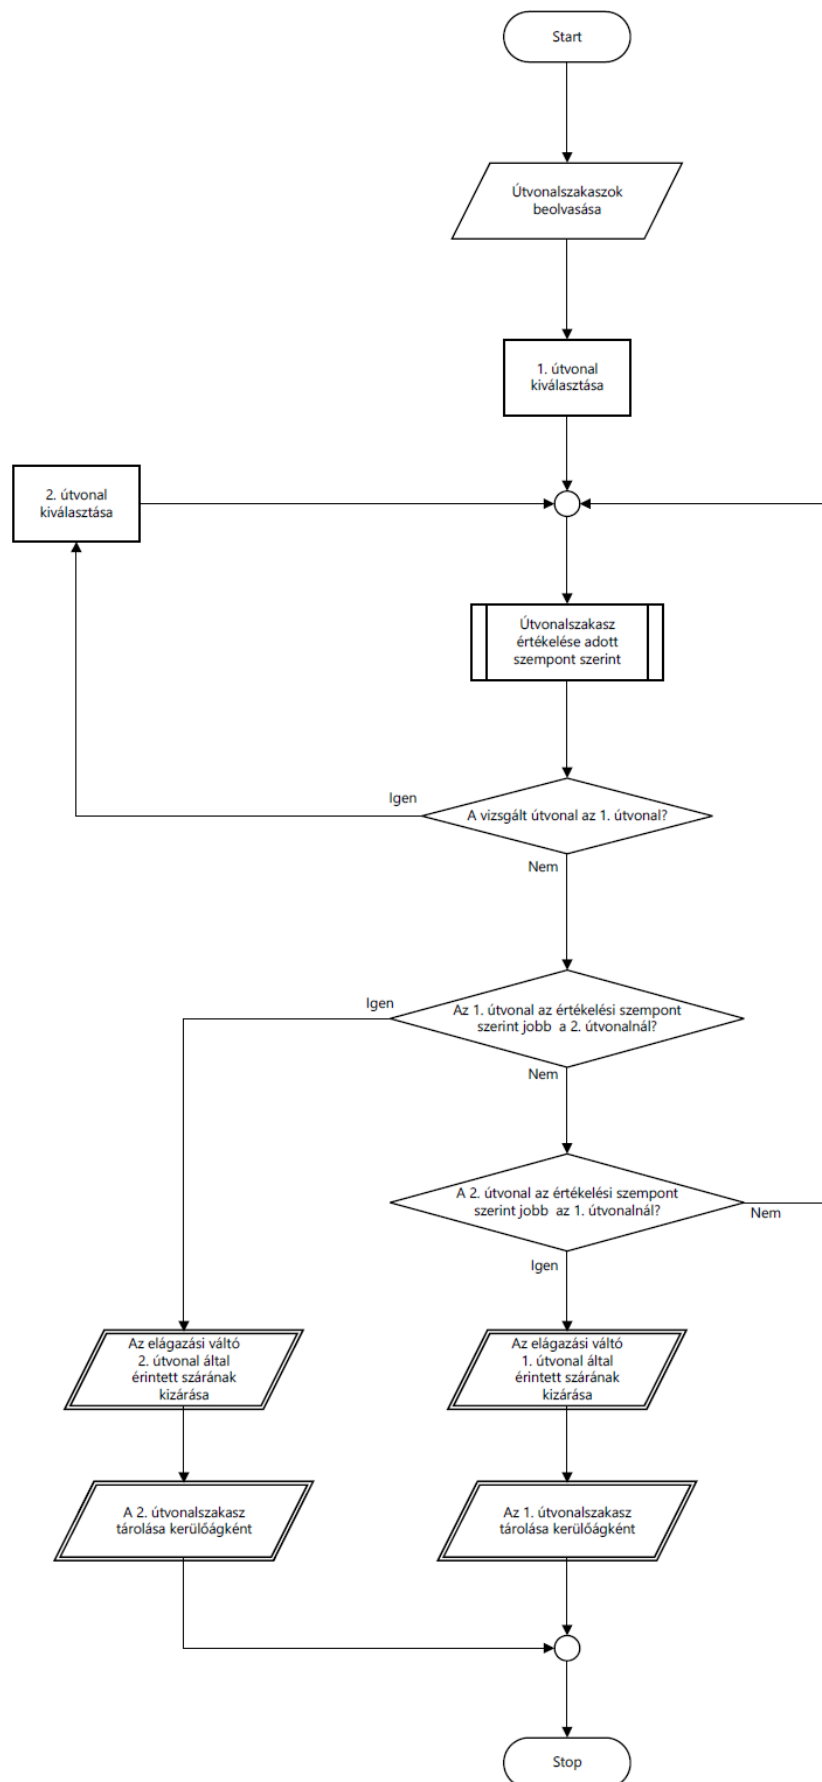 Start
Útvonalszakaszok
beolvasása
1. útvonal
kiválasztása
2. útvonal
kiválasztása
Útvonalszakasz
értékelése adott
szempont szerint
Igen
A vizsgált útvonal az 1. útvonal?
Nem
Igen
Az 1. útvonal az értékelési szempont
szerint jobb a 2. útvonalnál?
Nem
A 2. útvonal az értékelési szempont
szerint jobb az 1. útvonalnál?
Nem
Igen
Az elágazási váltó
2. útvonal által
érintett szárának
kizárása
Az elágazási váltó
1. útvonal által
érintett szárának
kizárása
A 2. útvonalszakasz
tárolása kerülőágként
Az 1. útvonalszakasz
tárolása kerülőágként
Stop